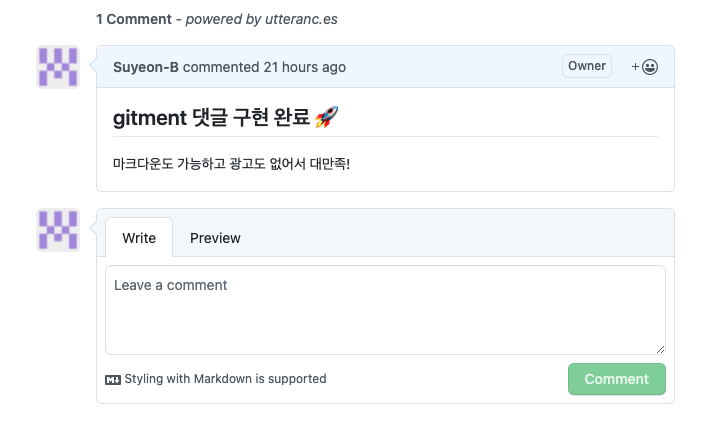 1 Comment - powered by utteranc.es
Suyeon-B commented 21 hours ago Owner +
gitment 댓글 구현 완료 🚀
마크다운도 가능하고 광고도 없어서 대만족!
Write Preview
Leave a comment
Styling with Markdown is supported Comment